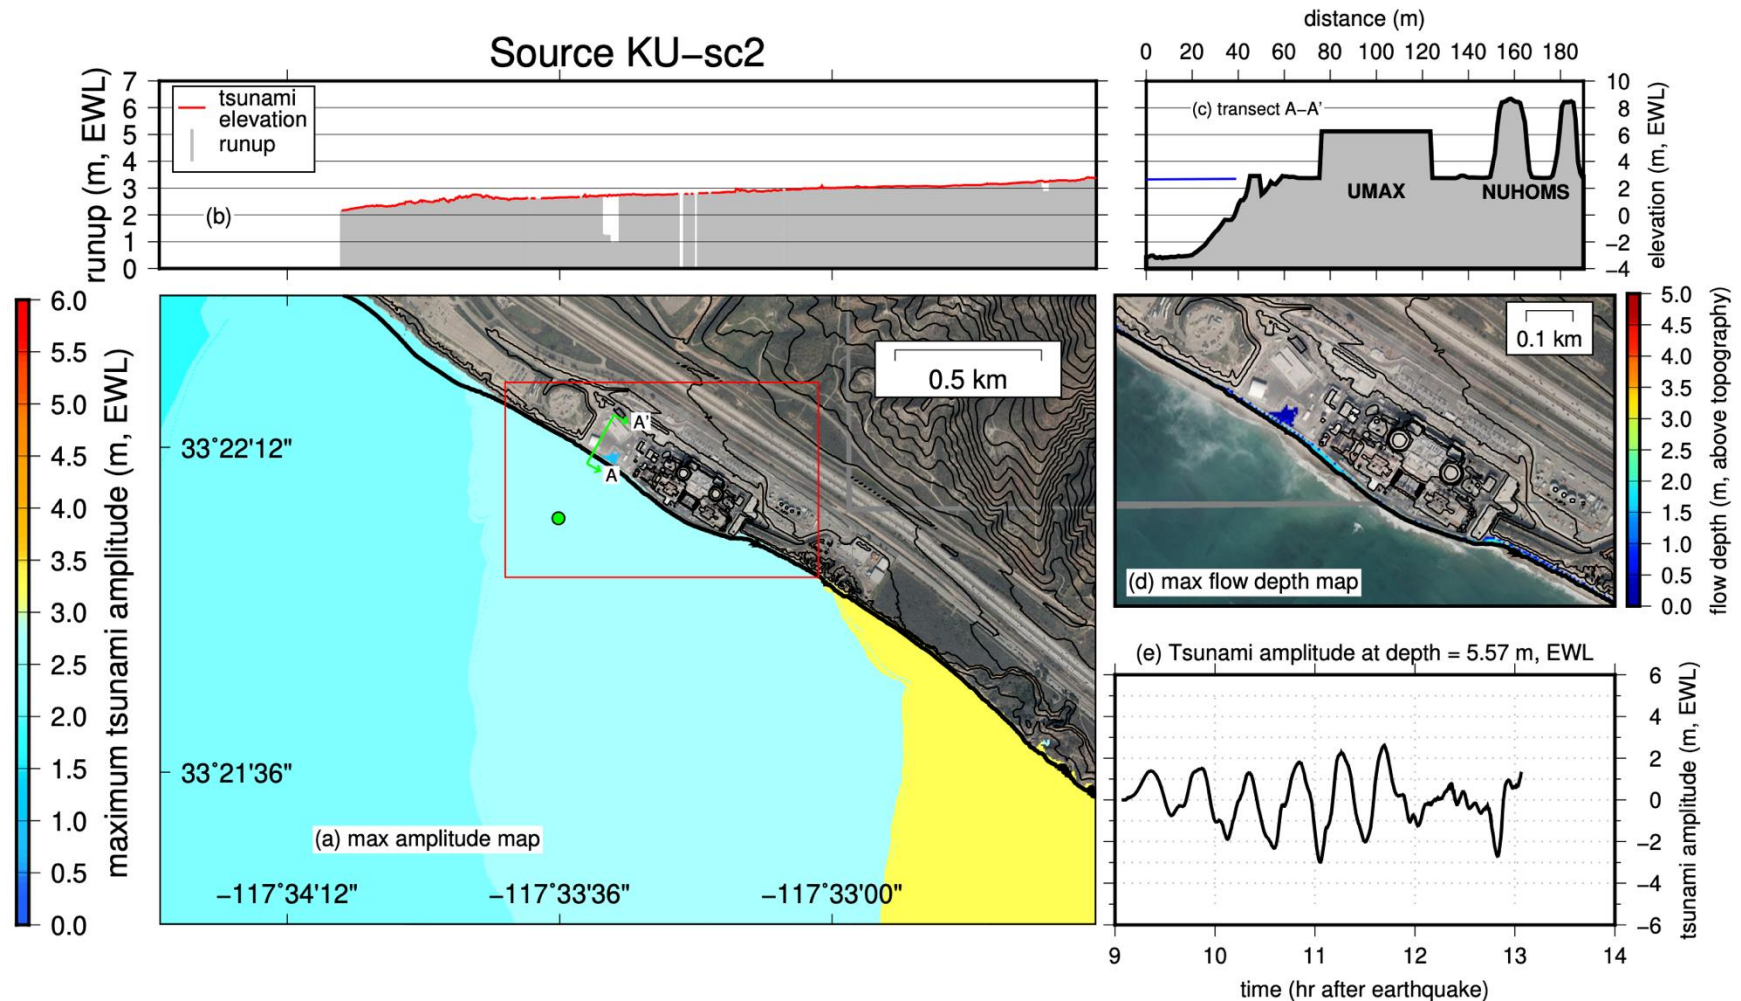 Source KU−sc2
7
6
5
4
3
2
1
0
runup (m, EWL)
tsunami
elevation
runup
(b)
distance (m)
0 20 40 60 80 100 120 140 160 180
(c) transect A−A'
UMAX
NUHOMS
10
8
6
4
2
0
−2
−4
elevation (m, EWL)
6.0
5.5
5.0
4.5
4.0
3.5
3.0
2.5
2.0
1.5
1.0
0.5
0.0
maximum tsunami amplitude (m, EWL)
0.5 km
33˚22'12"
A'
A
33˚21'36"
(a) max amplitude map
−117˚34'12" −117˚33'36" −117˚33'00"
0.1 km
(d) max flow depth map
5.0
4.5
4.0
3.5
3.0
2.5
2.0
1.5
1.0
0.5
0.0
flow depth (m, above topography)
(e) Tsunami amplitude at depth = 5.57 m, EWL
6
4
2
0
−2
−4
−6
tsunami amplitude (m, EWL)
9 10 11 12 13 14
time (hr after earthquake)